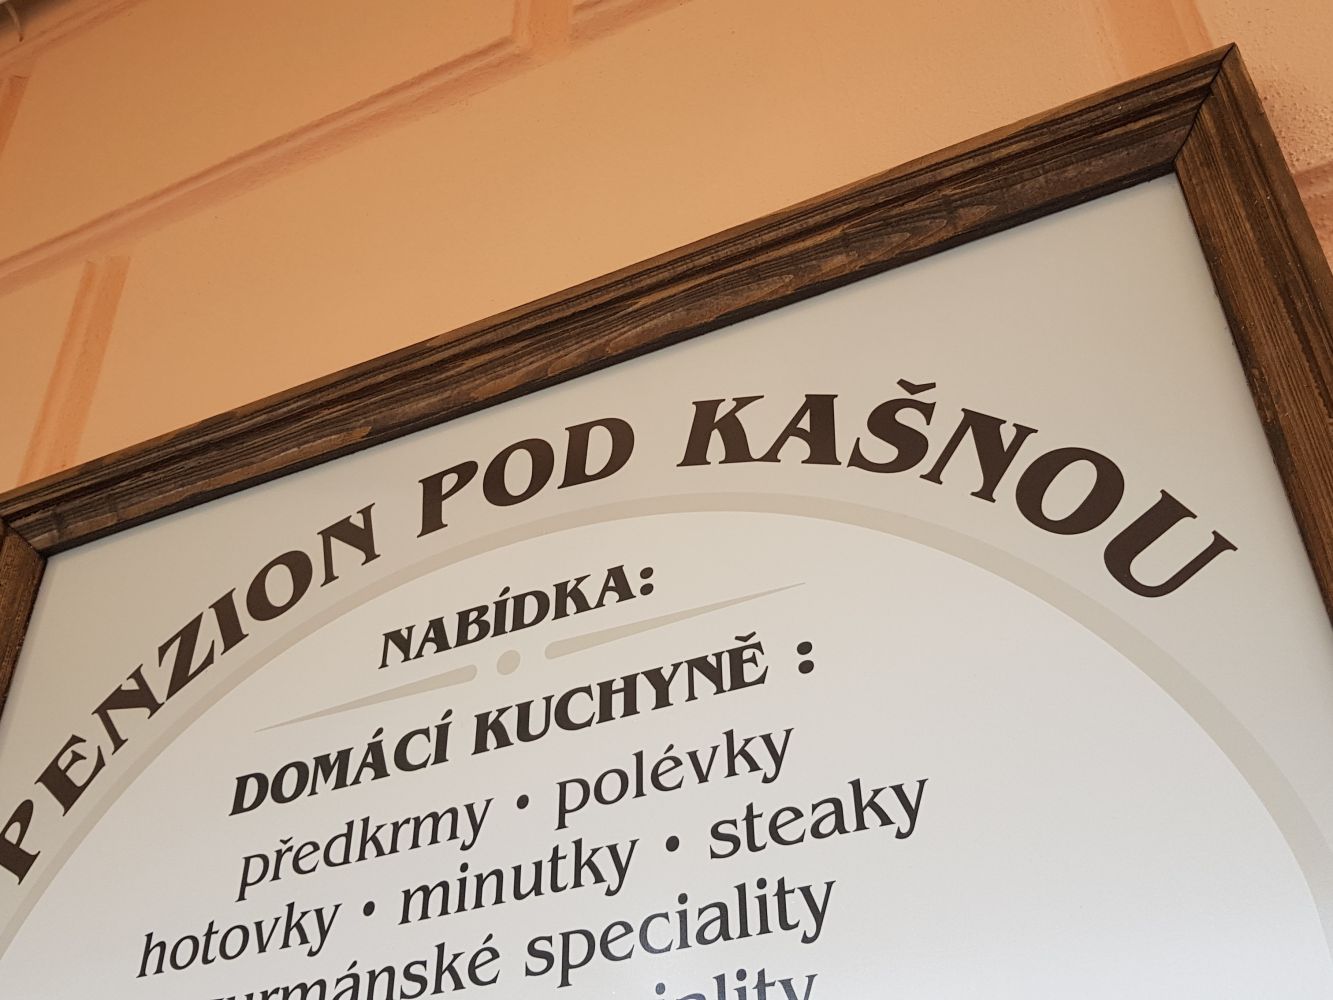 PENZION POD KAŠNOU
NABÍDKA:
DOMÁCÍ KUCHYNĚ :
předkrmy • polévky
hotovky • minutky • steaky
speciality